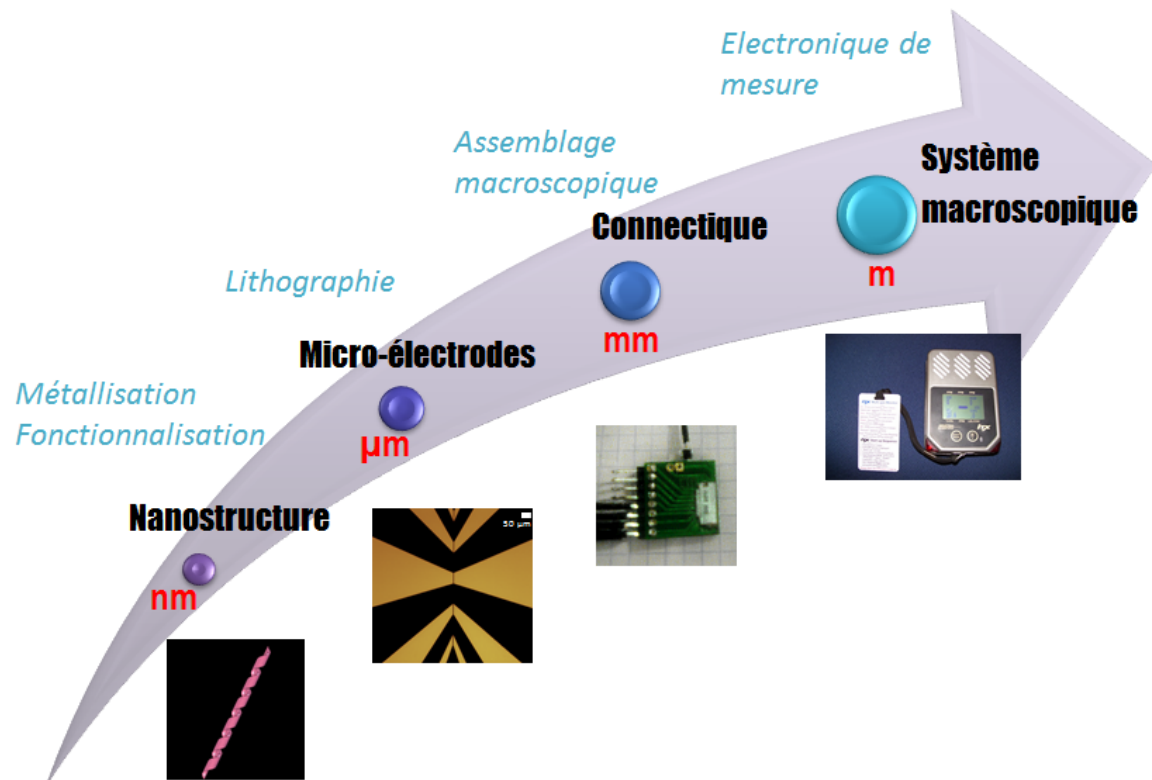 Electronique de
mesure
Assemblage
macroscopique
Système
macroscopique
Connectique
m
Lithographie
mm
Micro-électrodes
Métallisation
Fonctionnalisation
µm
Nanostructure
50 µm
nm